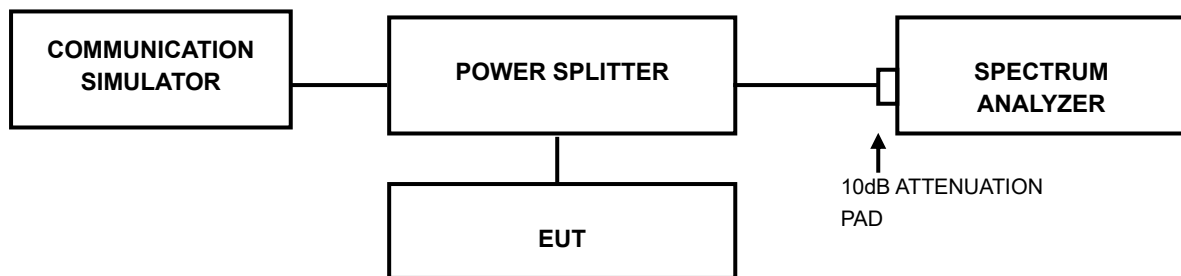 COMMUNICATION
SIMULATOR
POWER SPLITTER
SPECTRUM
ANALYZER
10dB ATTENUATION
PAD
EUT